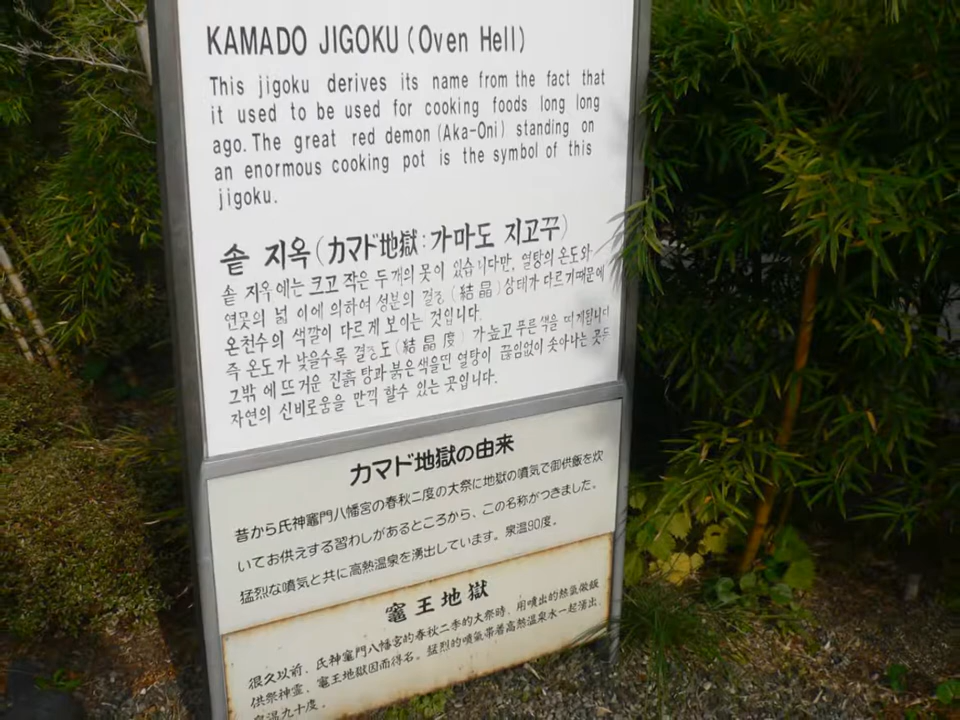 KAMADO JIGOKU (Oven Hell)
This jigoku derives its name from the fact that
it used to be used for cooking foods long long
ago. The great red demon (Aka-Oni) standing on
an enormous cooking pot is the symbol of this
jigoku.
솥 지옥 (カマド地獄 : 가마도 지고꾸)
솥 지옥에는 크고 작은 두개의 못이 있습니다만, 열탕의 온도와
연못의 넓이에 의하여 성분의 결정 (結晶) 상태가 다르기때문에
온천수의 색깔이 다르게 보이는 것입니다.
즉 온도가 낮을수록 결정도 (結晶度) 가 높고 푸른색을 띠게됩니다
그밖에 뜨거운 진흙탕과 붉은색을띤 열탕이 끊임없이 솟아나는 곳
자연의 신비로움을 만끽 할수 있는 곳입니다.
カマド地獄の由来
昔から氏神竈門八幡宮の春秋二度の大祭に地獄の噴気で御供飯を炊
いてお供えする習わしがあるところから、この名称がつきました。
猛烈な噴気と共に高熱温泉を湧出しています。泉温90度。
竈王地獄
很久以前、氏神竈門八幡宮的春秋二季的大祭時、用噴出的熱氣做飯
供祭神霊、竈王地獄因而得名。猛烈的噴氣帶着高熱温泉水一起湧出、
泉温九十度。